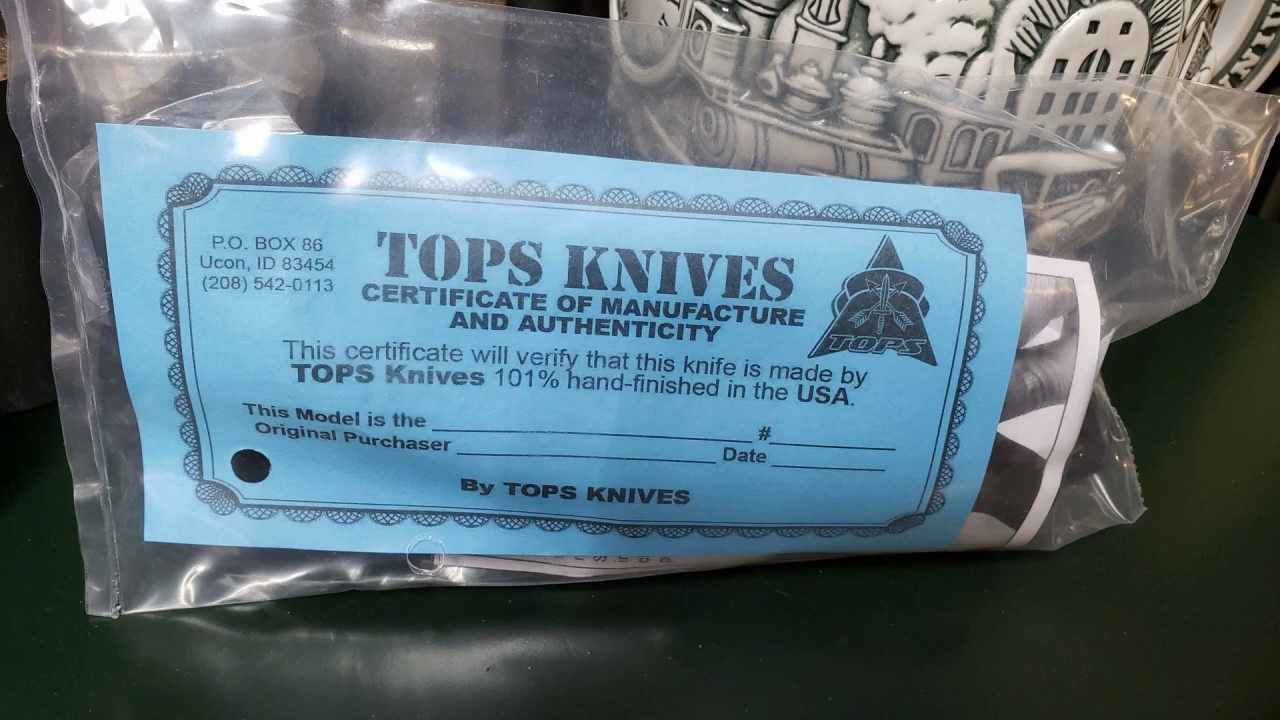 P.O. BOX 86
Ucon, ID 83454
(208) 542-0113
TOPS KNIVES
CERTIFICATE OF MANUFACTURE
AND AUTHENTICITY
TOPS
This certificate will verify that this knife is made by
TOPS Knives 101% hand-finished in the USA.
This Model is the #
Original Purchaser Date
By TOPS KNIVES